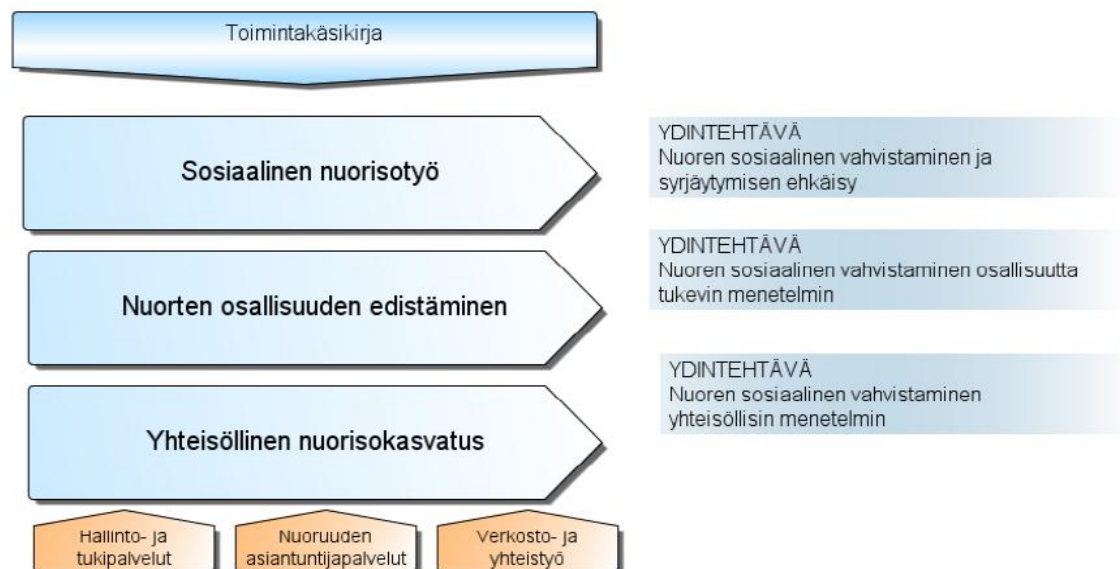 Toimintakäsikirja
Sosiaalinen nuorisotyö
YDINTEHTÄVÄ
Nuoren sosiaalinen vahvistaminen ja
syrjäytymisen ehkäisy
Nuorten osallisuuden edistäminen
YDINTEHTÄVÄ
Nuoren sosiaalinen vahvistaminen osallisuutta
tukevin menetelmin
Yhteisöllinen nuorisokasvatus
YDINTEHTÄVÄ
Nuoren sosiaalinen vahvistaminen
yhteisöllisin menetelmin
Hallinto- ja
tukipalvelut
Nuoruuden
asiantuntijapalvelut
Verkosto- ja
yhteistyö